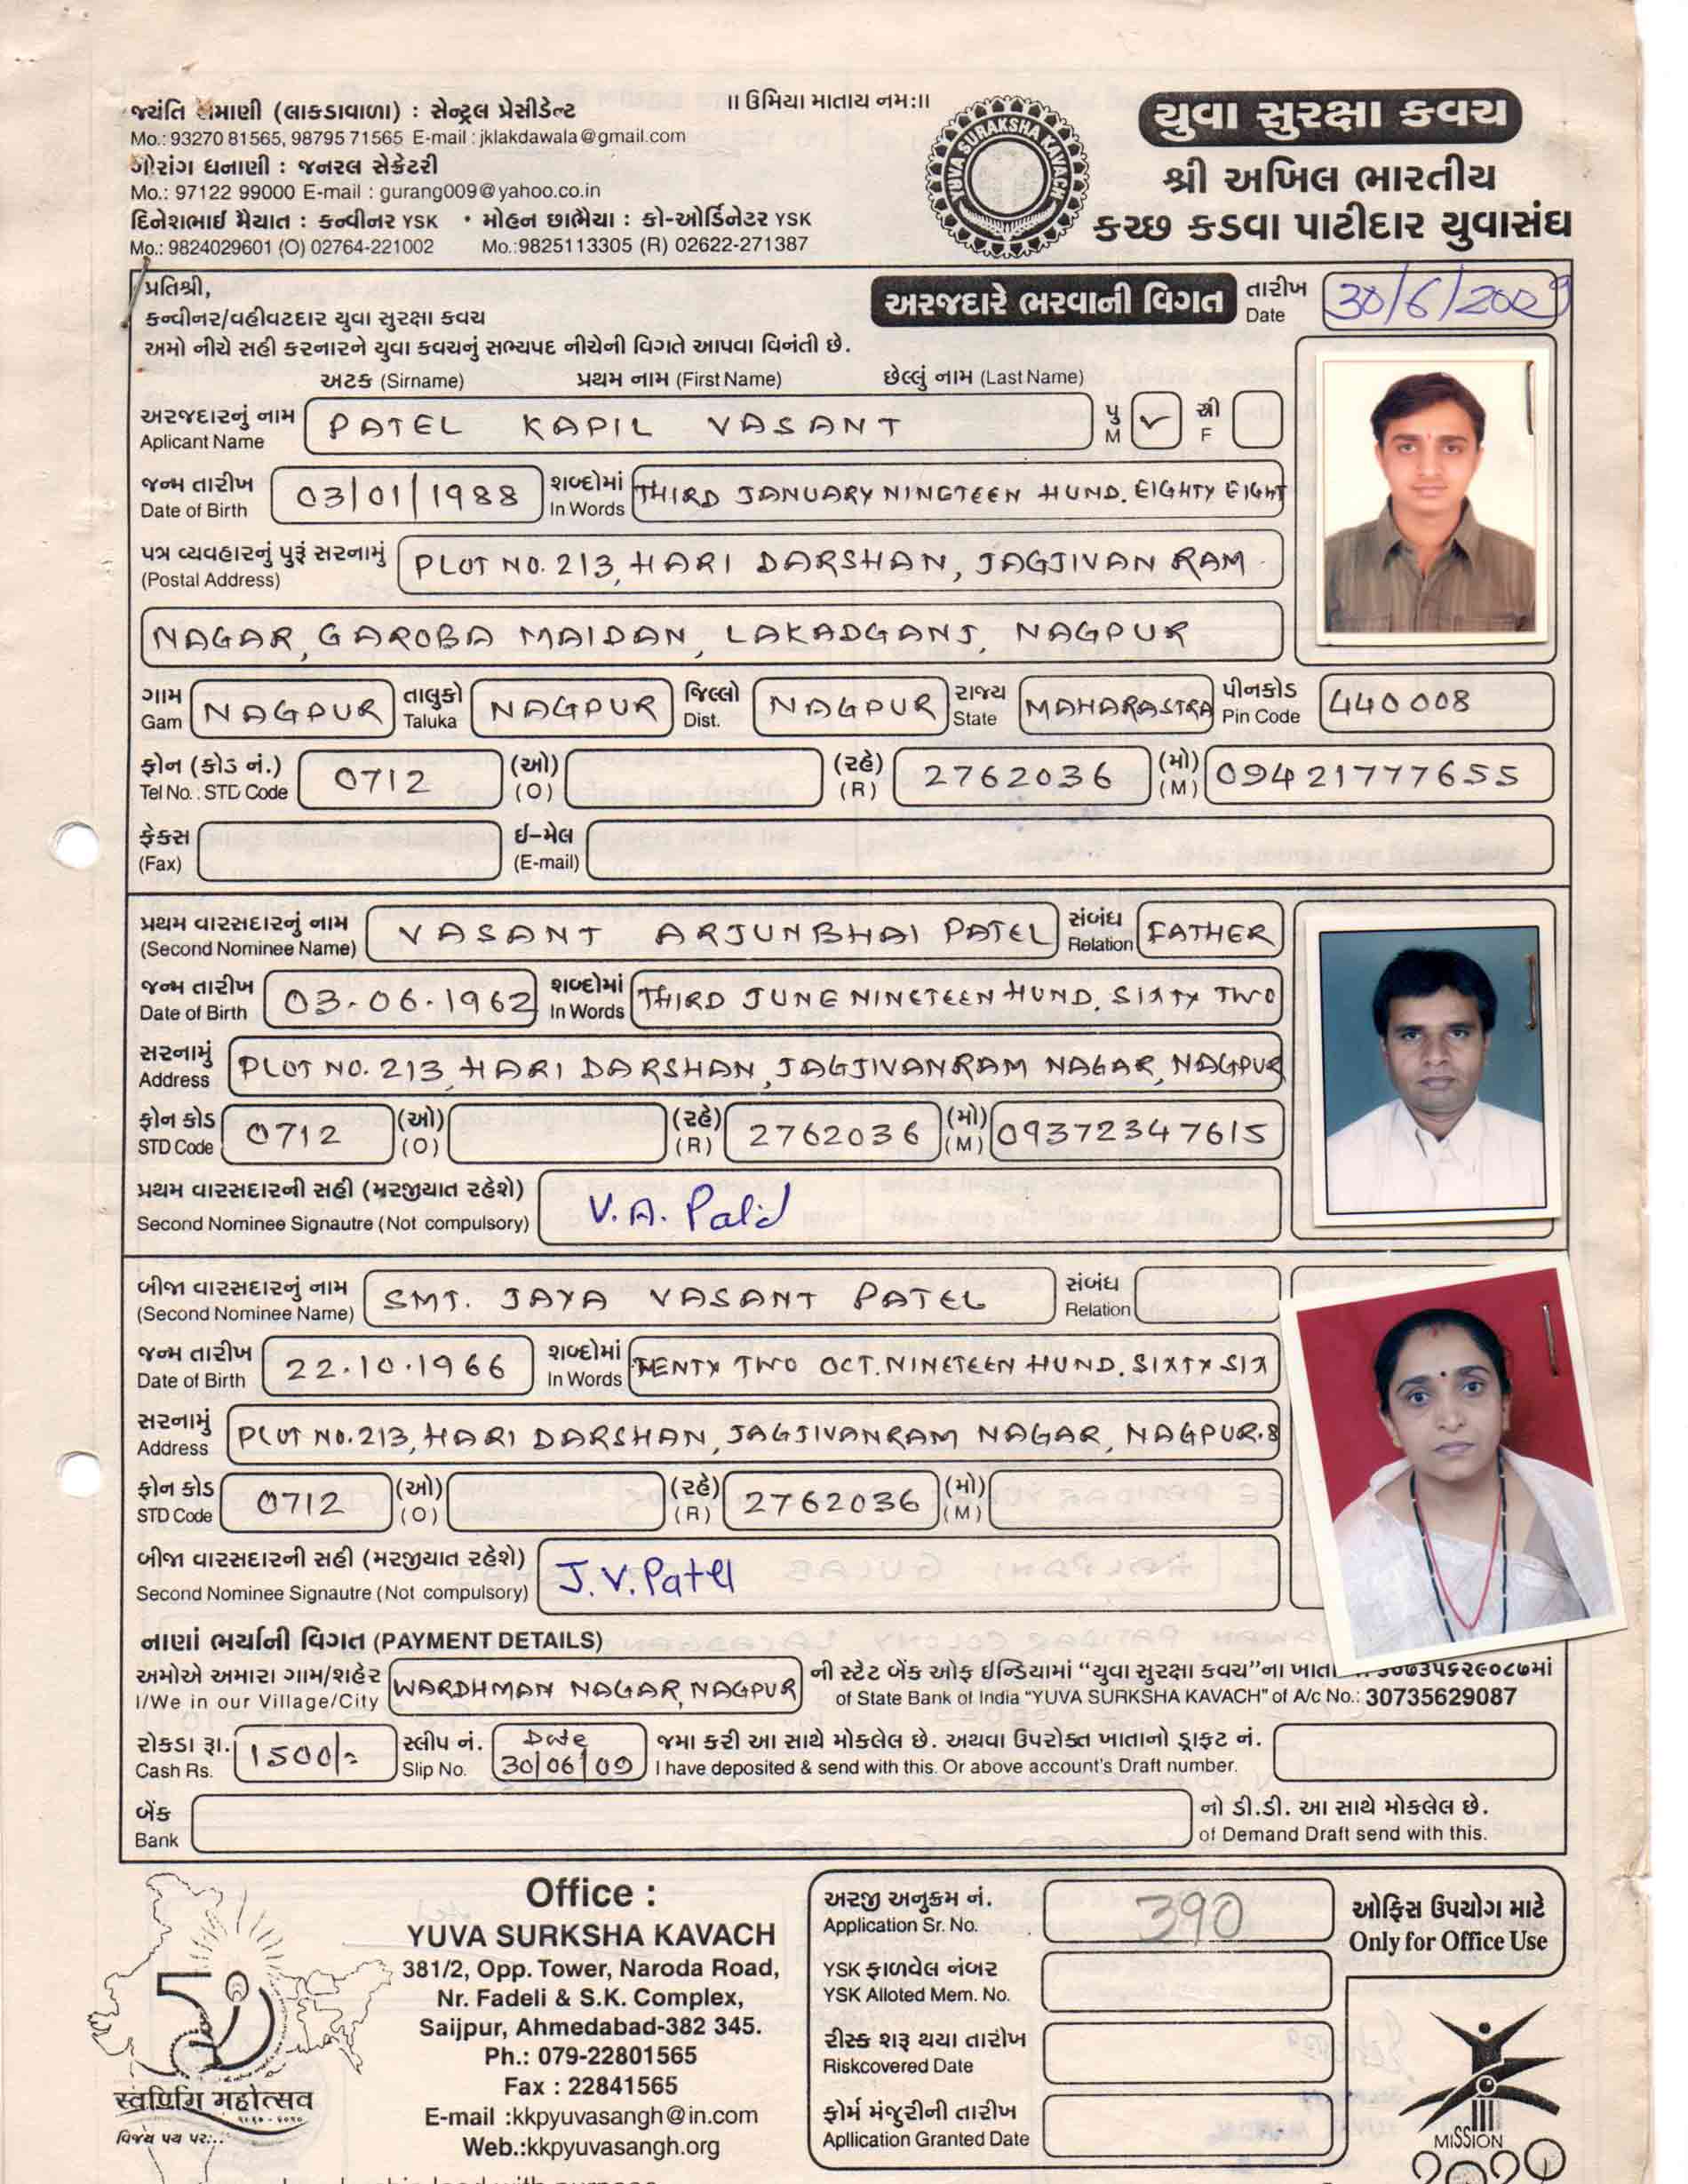 જયંતિ રમાણી (લાકડાવાળા) : સેન્ટ્રલ પ્રેસીડેન્ટ
Mo.: 93270 81565, 98795 71565 E-mail : jklakdawala@gmail.com
ગોરાંગ ધનાણી : જનરલ સેક્રેટરી
Mo.: 97122 99000 E-mail : gurang009@yahoo.co.in
દિનેશભાઈ મૈયાત : કન્વીનર YSK • મોહન છાભૈયા : કો-ઓર્ડિનેટર YSK
Mo.: 9824029601 (O) 02764-221002 Mo.:9825113305 (R) 02622-271387
॥ ઉમિયા માતાય નમ:॥
YUVA SURAKSHA KAVACH
યુવા સુરક્ષા કવચ
શ્રી અખિલ ભારતીય
કચ્છ કડવા પાટીદાર યુવાસંઘ
પ્રતિશ્રી,
અરજદારે ભરવાની વિગત તારીખ Date 30/6/2009
કન્વીનર/વહીવટદાર યુવા સુરક્ષા કવચ
અમો નીચે સહી કરનારને યુવા કવચનું સભ્યપદ નીચેની વિગતે આપવા વિનંતી છે.
અટક (Sirname) પ્રથમ નામ (First Name) છેલ્લું નામ (Last Name)
અરજદારનું નામ Aplicant Name PATEL KAPIL VASANT પુ M ✓ સ્ત્રી F
જન્મ તારીખ Date of Birth 03/01/1988 શબ્દોમાં In Words THIRD JANUARY NINGTEEN HUND. EIGHTY EIGHT
પત્ર વ્યવહારનું પુરૂં સરનામું (Postal Address) PLOT NO. 213, HARI DARSHAN, JAGJIVAN RAM
NAGAR, GAROBA MAIDAN, LAKADGANJ, NAGPUR
ગામ Gam NAGPUR તાલુકો Taluka NAGPUR જિલ્લો Dist. NAGPUR રાજ્ય State MAHARASTRA પીનકોડ Pin Code 440008
ફોન (કોડ નં.) Tel No.: STD Code 0712 (ઓ) (O) (રહે) (R) 2762036 (મો) (M) 09421777655
ફેક્સ (Fax) ઈ-મેલ (E-mail)
પ્રથમ વારસદારનું નામ (Second Nominee Name) VASANT ARJUNBHAI PATEL સંબંધ Relation FATHER
જન્મ તારીખ Date of Birth 03-06-1962 શબ્દોમાં In Words THIRD JUNE NINETEEN HUND. SIXTY TWO
સરનામું Address PLOT NO. 213, HARI DARSHAN, JAGJIVANRAM NAGAR, NAGPUR
ફોન કોડ STD Code 0712 (ઓ) (O) (રહે) (R) 2762036 (મો) (M) 09372347615
પ્રથમ વારસદારની સહી (મરજીયાત રહેશે) Second Nominee Signautre (Not compulsory) V.A. Patel
બીજા વારસદારનું નામ (Second Nominee Name) SMT. JAYA VASANT PATEL સંબંધ Relation
જન્મ તારીખ Date of Birth 22.10.1966 શબ્દોમાં In Words TWENTY TWO OCT. NINETEEN HUND. SIXTY SIX
સરનામું Address PLOT NO. 213, HARI DARSHAN, JAGJIVANRAM NAGAR, NAGPUR.8
ફોન કોડ STD Code 0712 (ઓ) (O) (રહે) (R) 2762036 (મો) (M)
બીજા વારસદારની સહી (મરજીયાત રહેશે) Second Nominee Signautre (Not compulsory) J.V. Patel
નાણાં ભર્યાની વિગત (PAYMENT DETAILS)
અમોએ અમારા ગામ/શહેર I/We in our Village/City WARDHMAN NAGAR, NAGPUR ની સ્ટેટ બેંક ઓફ ઈન્ડિયામાં “યુવા સુરક્ષા કવચ”ના ૩૦૭૩૫૬૨૯૦૮૭માં
of State Bank of India “YUVA SURKSHA KAVACH” of A/c No.: 30735629087
રોકડા રૂા. Cash Rs. 1500/- સ્લીપ નં. Slip No. Date 30/06/09 જમા કરી આ સાથે મોકલેલ છે. અથવા ઉપરોક્ત ખાતાનો ડ્રાફ્ટ નં.
I have deposited & send with this. Or above account's Draft number.
બેંક Bank નો ડી.ડી. આ સાથે મોકલેલ છે.
of Demand Draft send with this.
Office :
YUVA SURKSHA KAVACH
381/2, Opp. Tower, Naroda Road,
Nr. Fadeli & S.K. Complex,
Saijpur, Ahmedabad-382 345.
Ph.: 079-22801565
Fax : 22841565
E-mail :kkpyuvasangh@in.com
Web.:kkpyuvasangh.org
અરજી અનુક્રમ નં. Application Sr. No. 390
ઓફિસ ઉપયોગ માટે
Only for Office Use
YSK ફાળવેલ નંબર
YSK Alloted Mem. No.
રીસ્ક શરૂ થયા તારીખ
Riskcovered Date
ફોર્મ મંજુરીની તારીખ
Apllication Granted Date
महोत्सव
વિજય પથ પર...
MISSION
2020